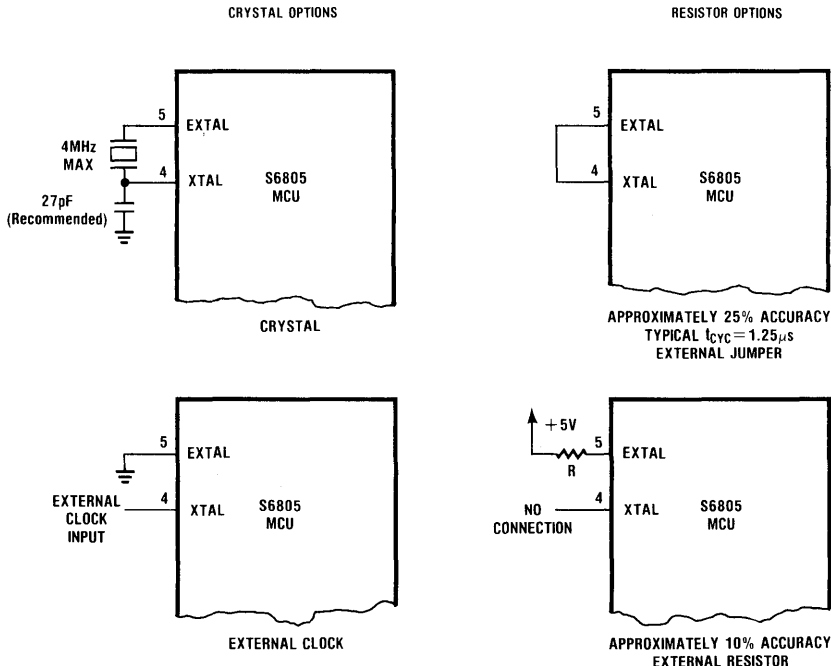 CRYSTAL OPTIONS
RESISTOR OPTIONS
5
EXTAL
4MHz
MAX
4
XTAL
S6805
MCU
27pF
(Recommended)
CRYSTAL
5
EXTAL
4
XTAL
S6805
MCU
APPROXIMATELY 25% ACCURACY
TYPICAL tCYC=1.25μs
EXTERNAL JUMPER
5
EXTAL
EXTERNAL
CLOCK
INPUT
4
XTAL
S6805
MCU
EXTERNAL CLOCK
+5V
5
EXTAL
R
NO
CONNECTION
4
XTAL
S6805
MCU
APPROXIMATELY 10% ACCURACY
EXTERNAL RESISTOR